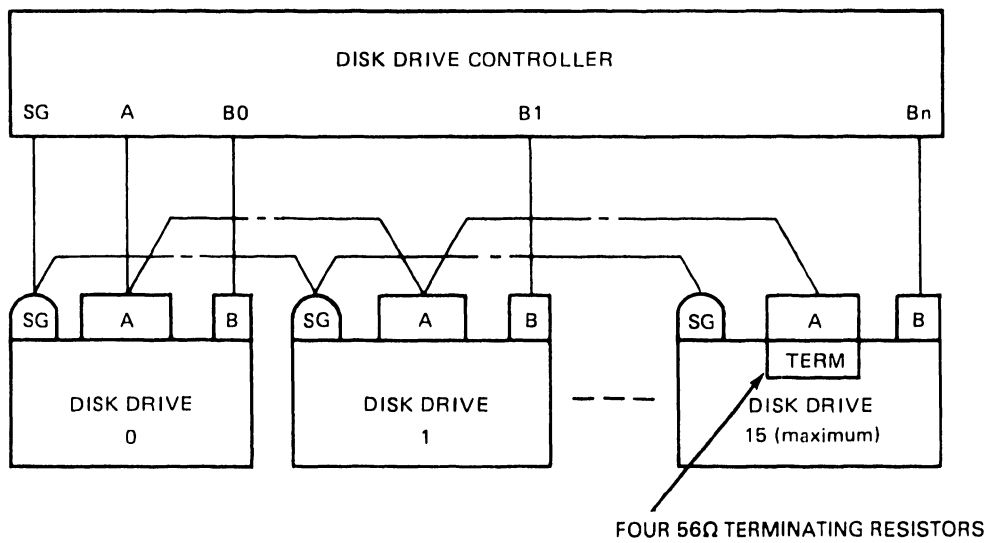 DISK DRIVE CONTROLLER
SG A B0 B1 Bn
SG A B SG A B SG A B
TERM
DISK DRIVE
0
DISK DRIVE
1
DISK DRIVE
15 (maximum)
FOUR 56Ω TERMINATING RESISTORS